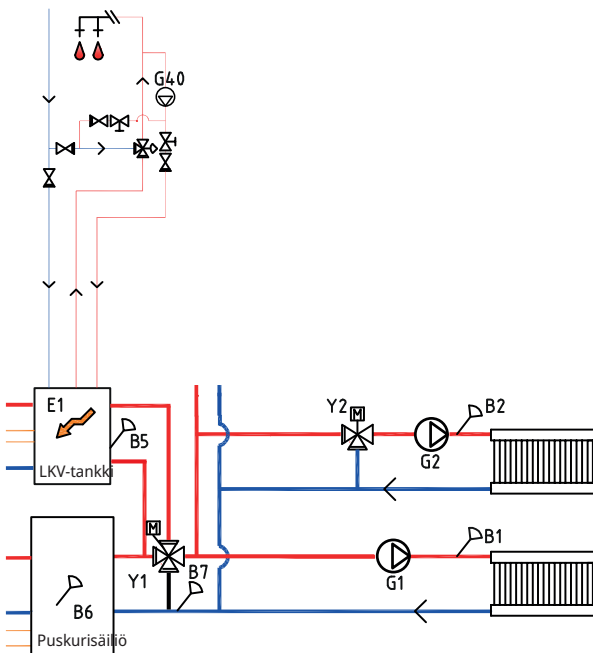 G40
E1
B5
LKV-tankki
Y2
M
B2
G2
M
Y1
B7
B1
G1
B6
Puskurisäiliö